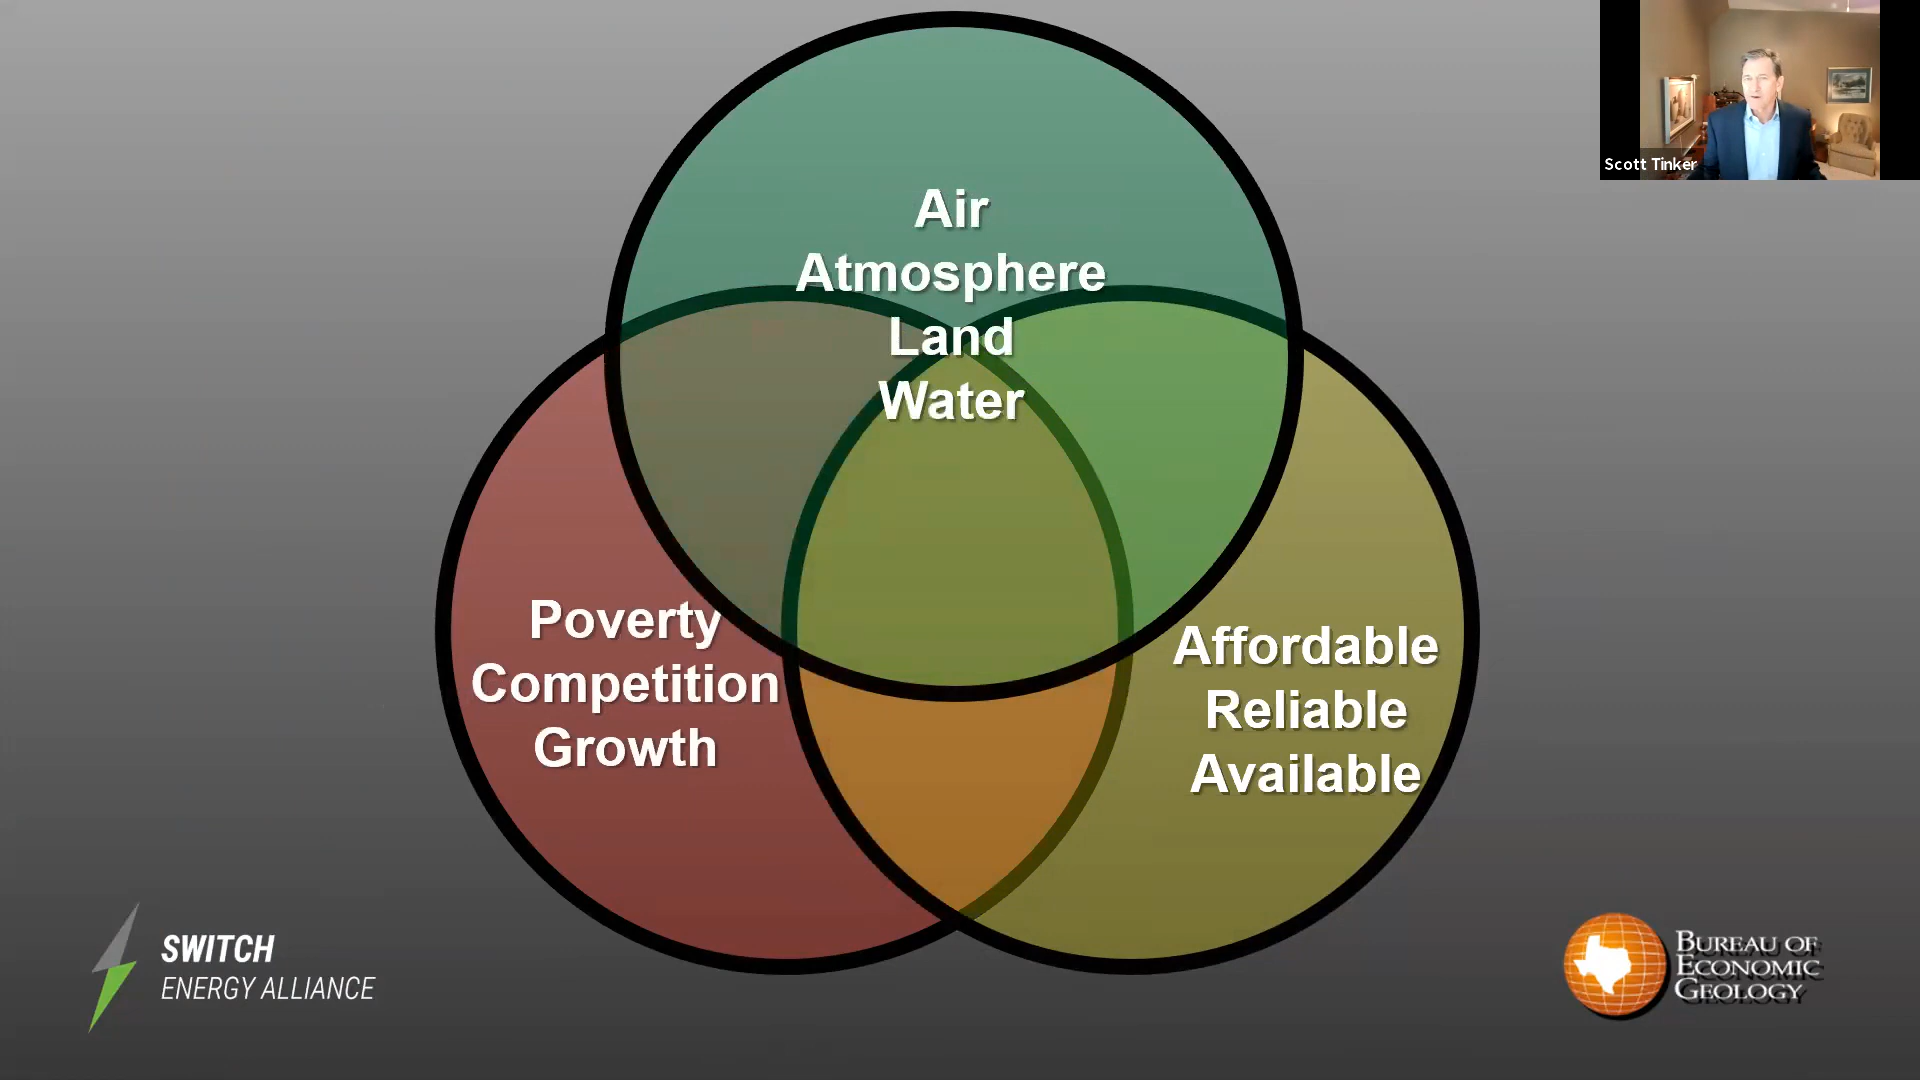 Scott Tinker
Air
Atmosphere
Land
Water
Poverty
Competition
Growth
Affordable
Reliable
Available
SWITCH
ENERGY ALLIANCE
BUREAU OF
ECONOMIC
GEOLOGY